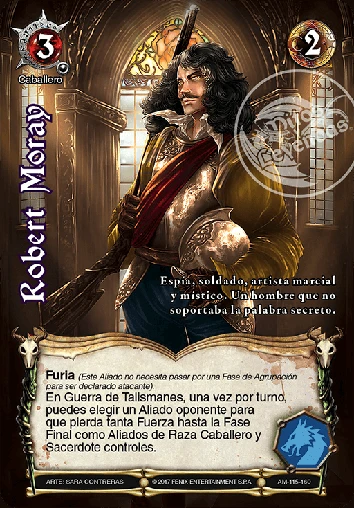 3
2
Caballero
Robert Moray
Espía, soldado, artista marcial
y místico. Un hombre que no
soportaba la palabra secreto.
Furia (Este Aliado no necesita pasar por una Fase de Agrupación
para ser declarado atacante)
En Guerra de Talismanes, una vez por turno,
puedes elegir un Aliado oponente para
que pierda tanta Fuerza hasta la Fase
Final como Aliados de Raza Caballero y
Sacerdote controles.
ARTE: SARA CONTRERAS
©2007 FENIX ENTERTAINMENT S.P.A
AM-115-160